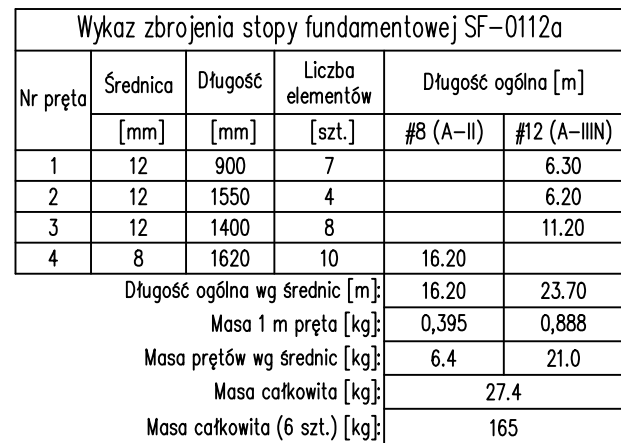 Wykaz zbrojenia stopy fundamentowej SF-0112a
Nr pręta Średnica Długość Liczba elementów Długość ogólna [m]
[mm] [mm] [szt.] #8 (A-II) #12 (A-IIIN)
1 12 900 7 6.30
2 12 1550 4 6.20
3 12 1400 8 11.20
4 8 1620 10 16.20
Długość ogólna wg średnic [m]: 16.20 23.70
Masa 1 m pręta [kg]: 0,395 0,888
Masa prętów wg średnic [kg]: 6.4 21.0
Masa całkowita [kg]: 27.4
Masa całkowita (6 szt.) [kg]: 165